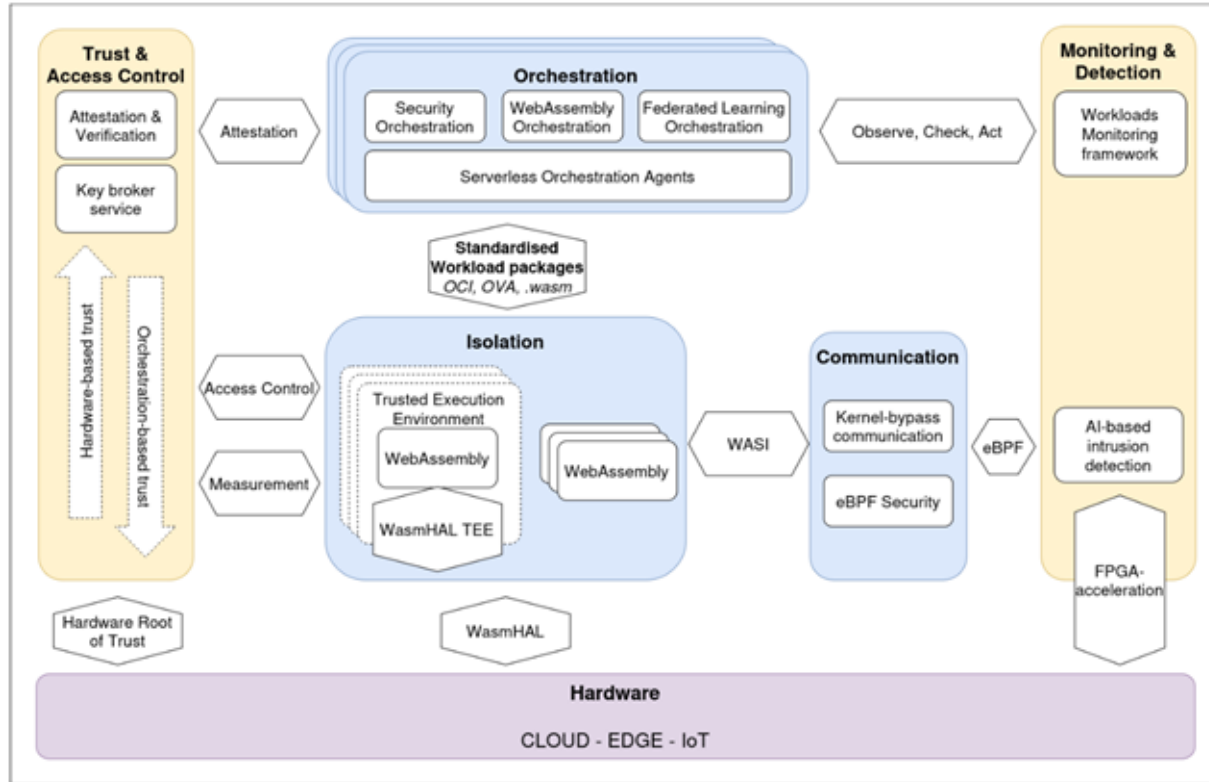 Trust &
Access Control
Attestation &
Verification
Key broker
service
Hardware-based trust
Orchestration-based trust
Attestation
Access Control
Measurement
Hardware Root
of Trust
Orchestration
Security
Orchestration
WebAssembly
Orchestration
Federated Learning
Orchestration
Serverless Orchestration Agents
Standardised
Workload packages
OCI, OVA, .wasm
Isolation
Trusted Execution
Environment
WebAssembly
WasmHAL TEE
WebAssembly
WasmHAL
WASI
Communication
Kernel-bypass
communication
eBPF Security
eBPF
Observe, Check, Act
Monitoring &
Detection
Workloads
Monitoring
framework
AI-based
intrusion
detection
FPGA-
acceleration
Hardware
CLOUD - EDGE - IoT